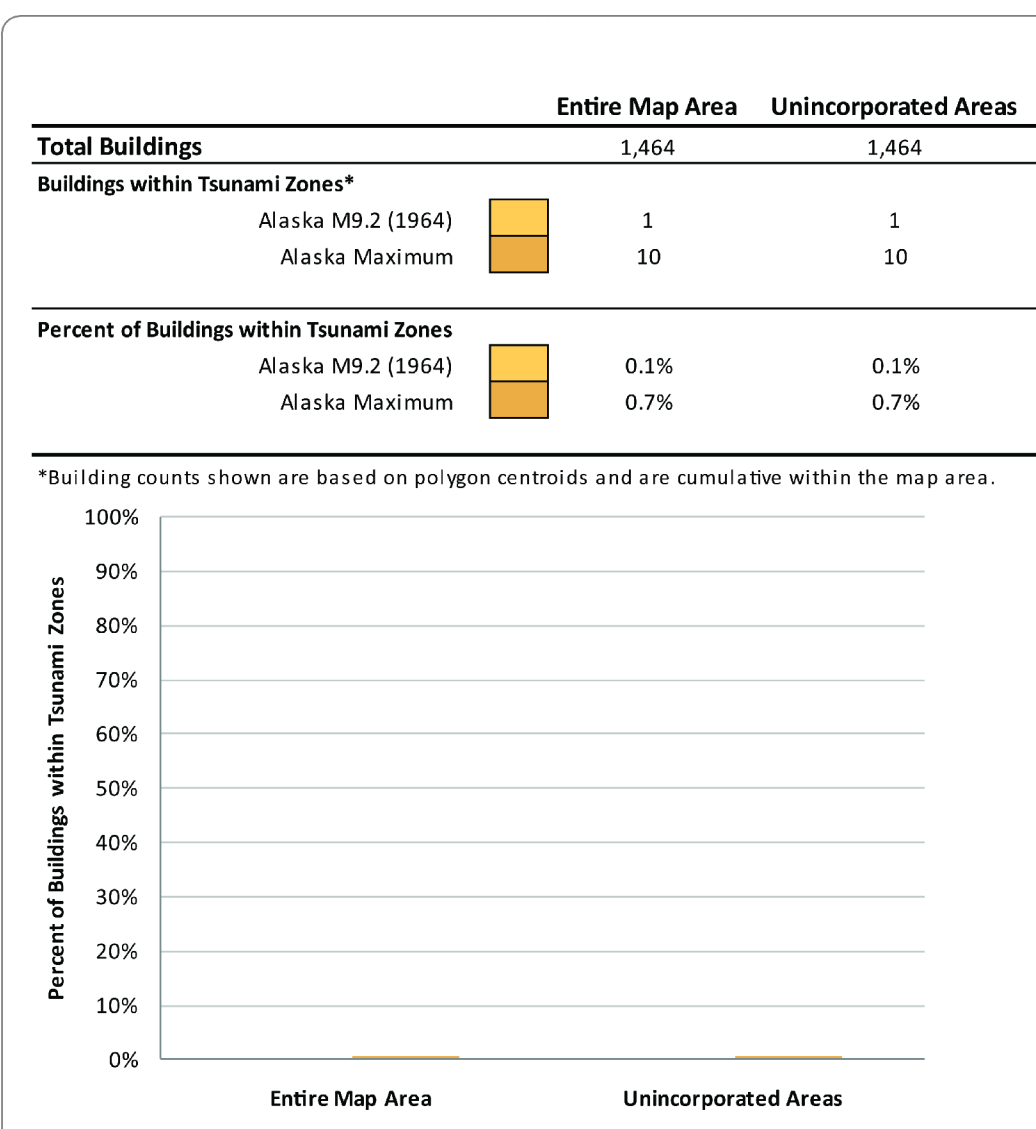 Entire Map Area Unincorporated Areas
Total Buildings 1,464 1,464
Buildings within Tsunami Zones*
Alaska M9.2 (1964) 1 1
Alaska Maximum 10 10
Percent of Buildings within Tsunami Zones
Alaska M9.2 (1964) 0.1% 0.1%
Alaska Maximum 0.7% 0.7%
*Building counts shown are based on polygon centroids and are cumulative within the map area.
Percent of Buildings within Tsunami Zones
100%
90%
80%
70%
60%
50%
40%
30%
20%
10%
0%
Entire Map Area Unincorporated Areas